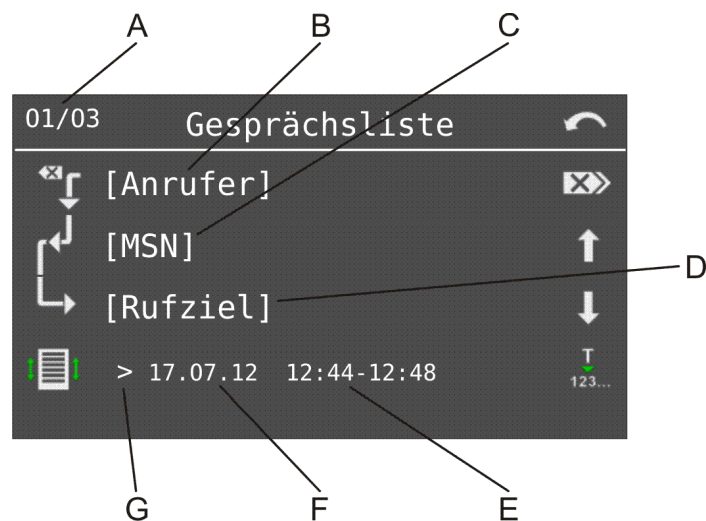 A B C
01/03 Gesprächsliste
[Anrufer]
[MSN]
D
[Rufziel]
T
> 17.07.12 12:44-12:48
123...
G F E